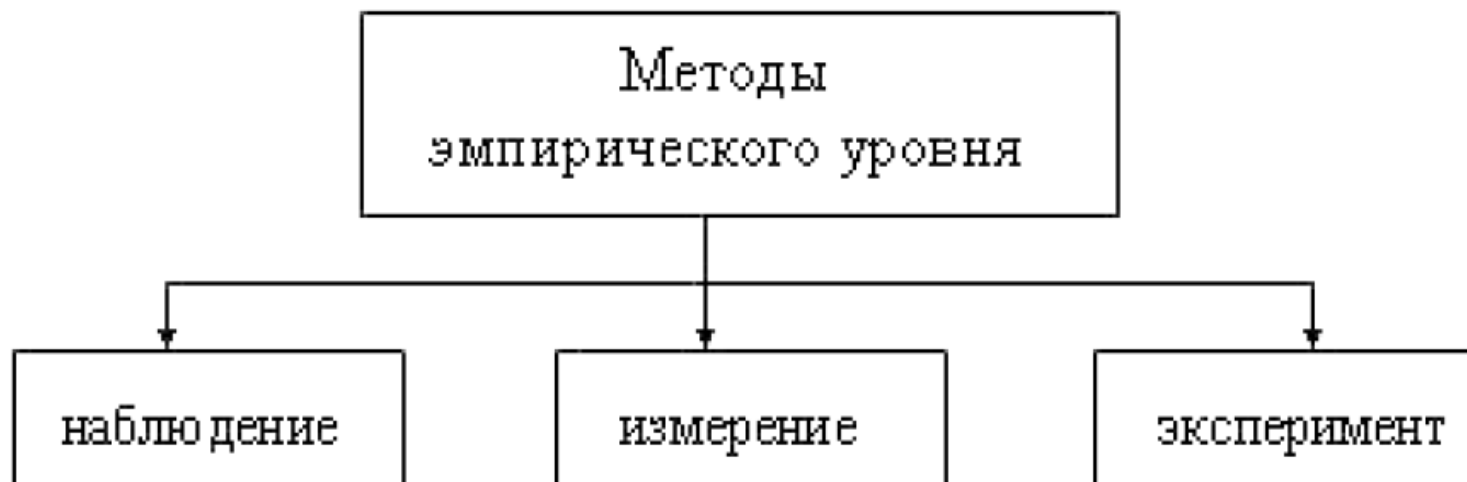 Методы
эмпирического уровня
наблюдение
измерение
эксперимент